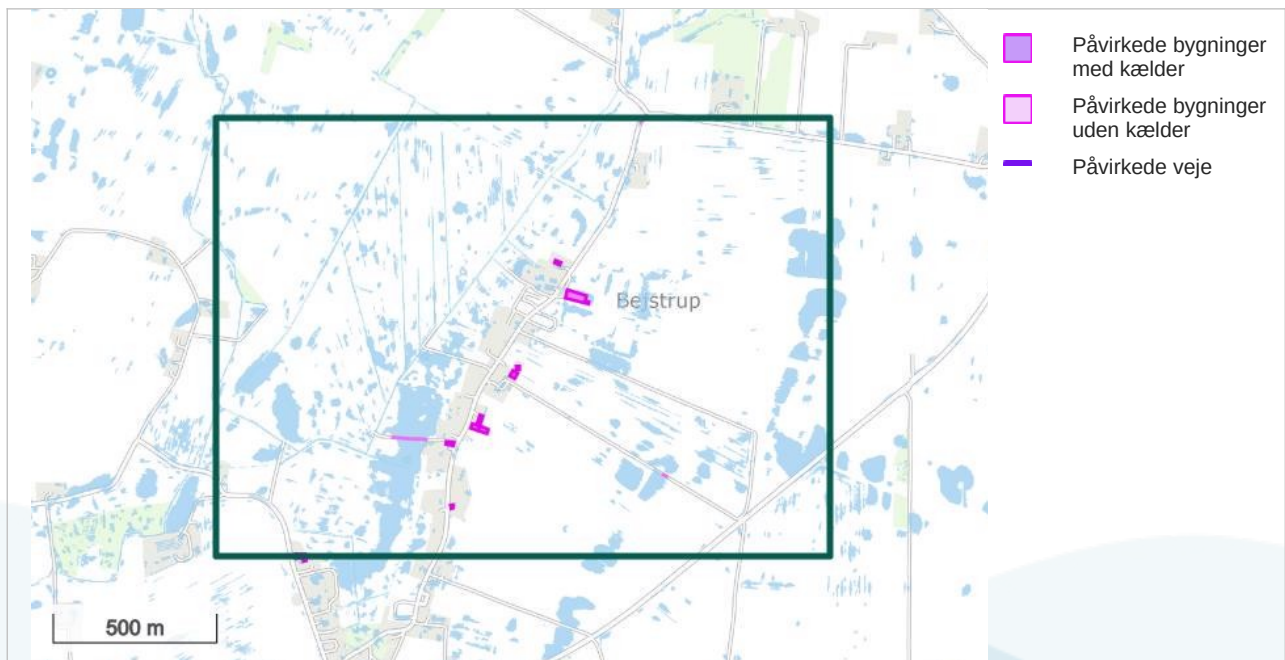 Påvirkede bygninger
med kælder
Påvirkede bygninger
uden kælder
Påvirkede veje
Bejstrup
500 m